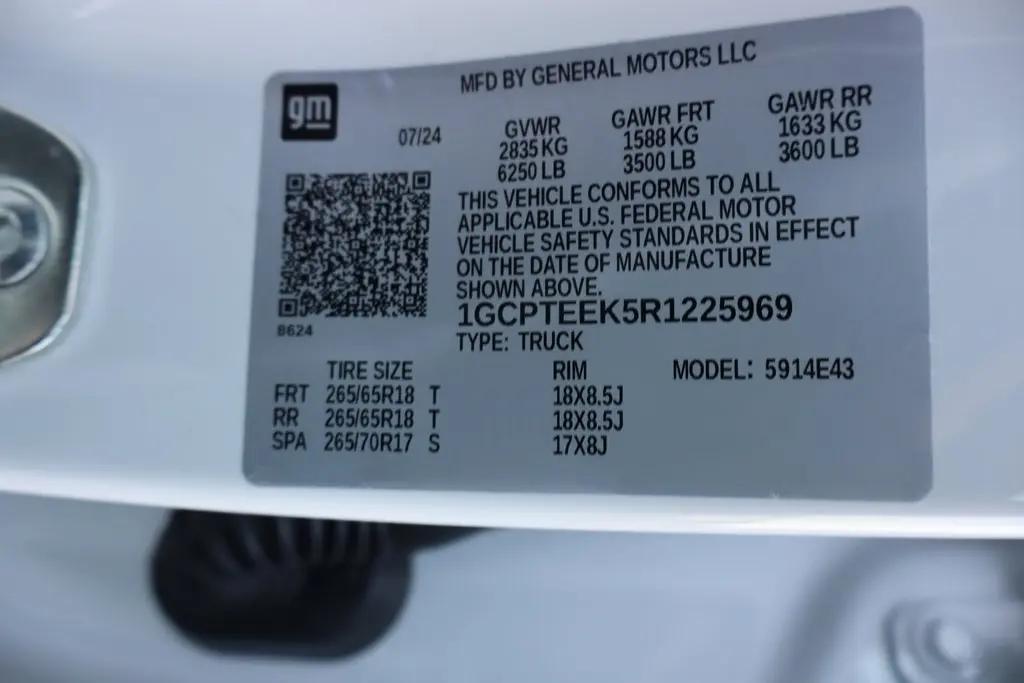 MFD BY GENERAL MOTORS LLC
gm
07/24
GVWR GAWR FRT GAWR RR
2835 KG 1588 KG 1633 KG
6250 LB 3500 LB 3600 LB
THIS VEHICLE CONFORMS TO ALL
APPLICABLE U.S. FEDERAL MOTOR
VEHICLE SAFETY STANDARDS IN EFFECT
ON THE DATE OF MANUFACTURE
SHOWN ABOVE.
1GCPTEEK5R1225969
B624
TYPE: TRUCK
TIRE SIZE RIM MODEL: 5914E43
FRT 265/65R18 T 18X8.5J
RR 265/65R18 T 18X8.5J
SPA 265/70R17 S 17X8J